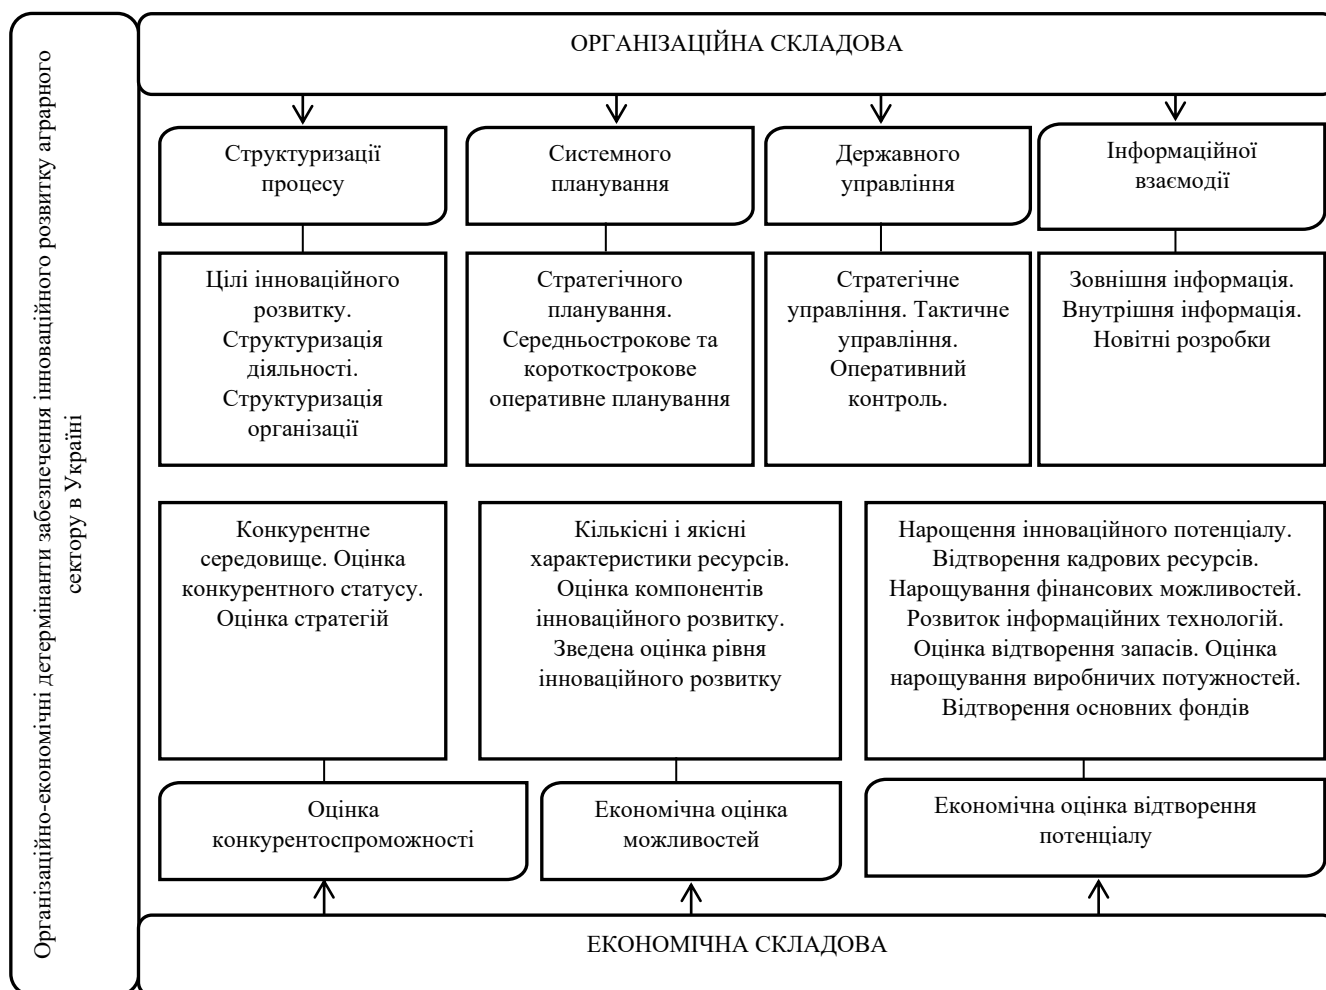 Організаційно-економічні детермінанти забезпечення інноваційного розвитку аграрного
сектору в Україні
ОРГАНІЗАЦІЙНА СКЛАДОВА
Структуризації
процесу
Системного
планування
Державного
управління
Інформаційної
взаємодії
Цілі інноваційного
розвитку.
Структуризація
діяльності.
Структуризація
організації
Стратегічного
планування.
Середньострокове та
короткострокове
оперативне планування
Стратегічне
управління. Тактичне
управління.
Оперативний
контроль.
Зовнішня інформація.
Внутрішня інформація.
Новітні розробки
Конкурентне
середовище. Оцінка
конкурентного статусу.
Оцінка стратегій
Кількісні і якісні
характеристики ресурсів.
Оцінка компонентів
інноваційного розвитку.
Зведена оцінка рівня
інноваційного розвитку
Нарощення інноваційного потенціалу.
Відтворення кадрових ресурсів.
Нарощування фінансових можливостей.
Розвиток інформаційних технологій.
Оцінка відтворення запасів. Оцінка
нарощування виробничих потужностей.
Відтворення основних фондів
Оцінка
конкурентоспроможності
Економічна оцінка
можливостей
Економічна оцінка відтворення
потенціалу
ЕКОНОМІЧНА СКЛАДОВА